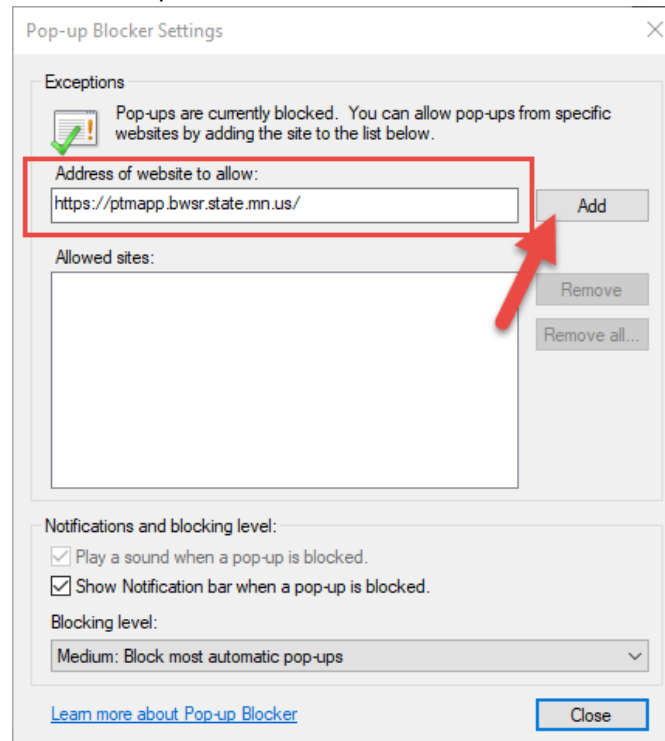 Pop-up Blocker Settings
Exceptions
Pop-ups are currently blocked. You can allow pop-ups from specific
websites by adding the site to the list below.
Address of website to allow:
https://ptmapp.bwsr.state.mn.us/
Add
Allowed sites:
Remove
Remove all...
Notifications and blocking level:
Play a sound when a pop-up is blocked.
Show Notification bar when a pop-up is blocked.
Blocking level:
Medium: Block most automatic pop-ups
Learn more about Pop-up Blocker
Close